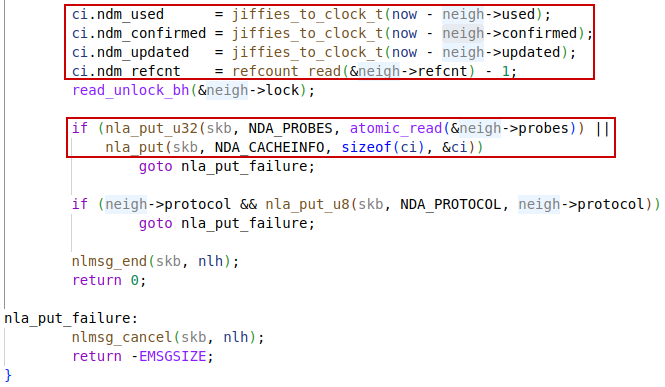 ci.ndm_used      = jiffies_to_clock_t(now - neigh->used);
ci.ndm_confirmed = jiffies_to_clock_t(now - neigh->confirmed);
ci.ndm_updated   = jiffies_to_clock_t(now - neigh->updated);
ci.ndm_refcnt    = refcount_read(&neigh->refcnt) - 1;
read_unlock_bh(&neigh->lock);
if (nla_put_u32(skb, NDA_PROBES, atomic_read(&neigh->probes)) ||
nla_put(skb, NDA_CACHEINFO, sizeof(ci), &ci))
goto nla_put_failure;
if (neigh->protocol && nla_put_u8(skb, NDA_PROTOCOL, neigh->protocol))
goto nla_put_failure;
nlmsg_end(skb, nlh);
return 0;
nla_put_failure:
nlmsg_cancel(skb, nlh);
return -EMSGSIZE;
}